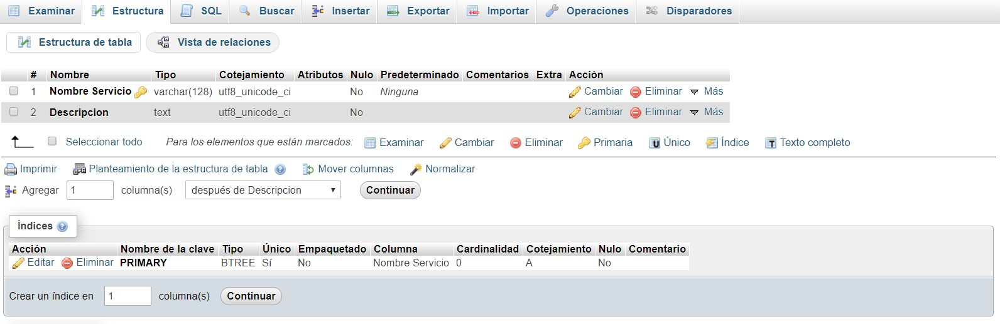 Examinar Estructura SQL Buscar Insertar Exportar Importar Operaciones Disparadores
Estructura de tabla Vista de relaciones
# Nombre Tipo Cotejamiento Atributos Nulo Predeterminado Comentarios Extra Acción
1 Nombre Servicio varchar(128) utf8_unicode_ci No Ninguna Cambiar Eliminar Más
2 Descripcion text utf8_unicode_ci No Cambiar Eliminar Más
Seleccionar todo Para los elementos que están marcados: Examinar Cambiar Eliminar Primaria Único Índice Texto completo
Imprimir Planteamiento de la estructura de tabla Mover columnas Normalizar
Agregar 1 columna(s) después de Descripcion Continuar
Índices
Acción Nombre de la clave Tipo Único Empaquetado Columna Cardinalidad Cotejamiento Nulo Comentario
Editar Eliminar PRIMARY BTREE Sí No Nombre Servicio 0 A No
Crear un índice en 1 columna(s) Continuar